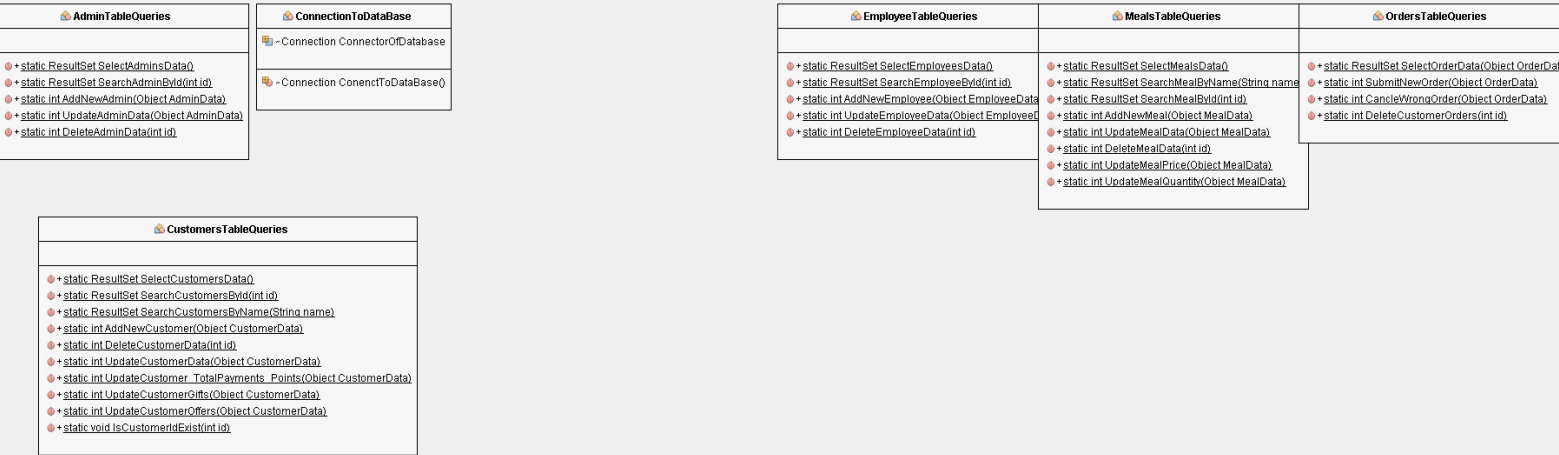 AdminTableQueries
+static ResultSet SelectAdminsData()
+static ResultSet SearchAdminById(int id)
+static int AddNewAdmin(Object AdminData)
+static int UpdateAdminData(Object AdminData)
+static int DeleteAdminData(int id)
ConnectionToDataBase
~Connection ConnectorOfDatabase
~Connection ConenctToDataBase()
EmployeeTableQueries
+static ResultSet SelectEmployeesData()
+static ResultSet SearchEmployeeById(int id)
+static int AddNewEmployee(Object EmployeeData
+static int UpdateEmployeeData(Object EmployeeD
+static int DeleteEmployeeData(int id)
MealsTableQueries
+static ResultSet SelectMealsData()
+static ResultSet SearchMealByName(String name
+static ResultSet SearchMealById(int id)
+static int AddNewMeal(Object MealData)
+static int UpdateMealData(Object MealData)
+static int DeleteMealData(int id)
+static int UpdateMealPrice(Object MealData)
+static int UpdateMealQuantity(Object MealData)
OrdersTableQueries
+static ResultSet SelectOrderData(Object OrderDat
+static int SubmitNewOrder(Object OrderData)
+static int CancleWrongOrder(Object OrderData)
+static int DeleteCustomerOrders(int id)
CustomersTableQueries
+static ResultSet SelectCustomersData()
+static ResultSet SearchCustomersById(int id)
+static ResultSet SearchCustomersByName(String name)
+static int AddNewCustomer(Object CustomerData)
+static int DeleteCustomerData(int id)
+static int UpdateCustomerData(Object CustomerData)
+static int UpdateCustomer_TotalPayments_Points(Object CustomerData)
+static int UpdateCustomerGifts(Object CustomerData)
+static int UpdateCustomerOffers(Object CustomerData)
+static void IsCustomerIdExist(int id)